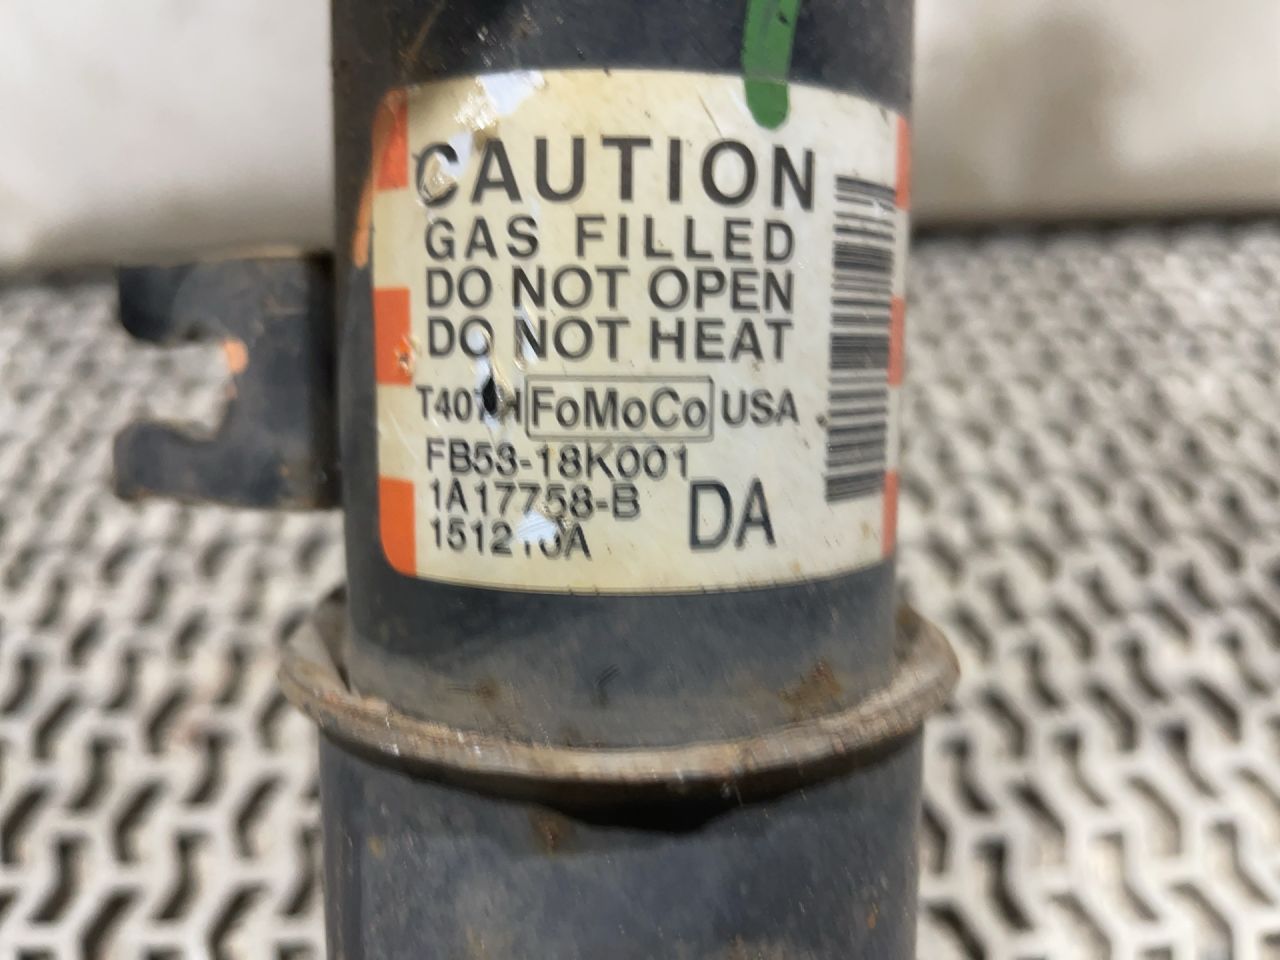 CAUTION
GAS FILLED
DO NOT OPEN
DO NOT HEAT
FoMoCo USA
FB53-18K001
1A17758-B
DA